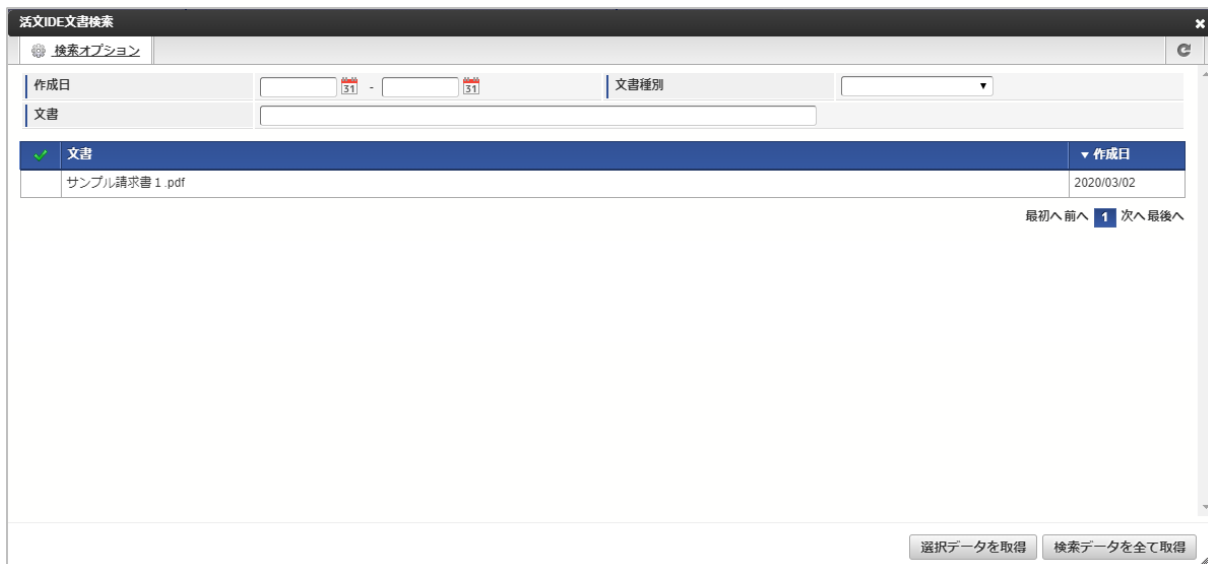 活文IDE文書検索
検索オプション
作成日 31 - 31 文書種別
文書
文書 ▼ 作成日
サンプル請求書１.pdf 2020/03/02
最初へ 前へ 1 次へ 最後へ
選択データを取得 検索データを全て取得